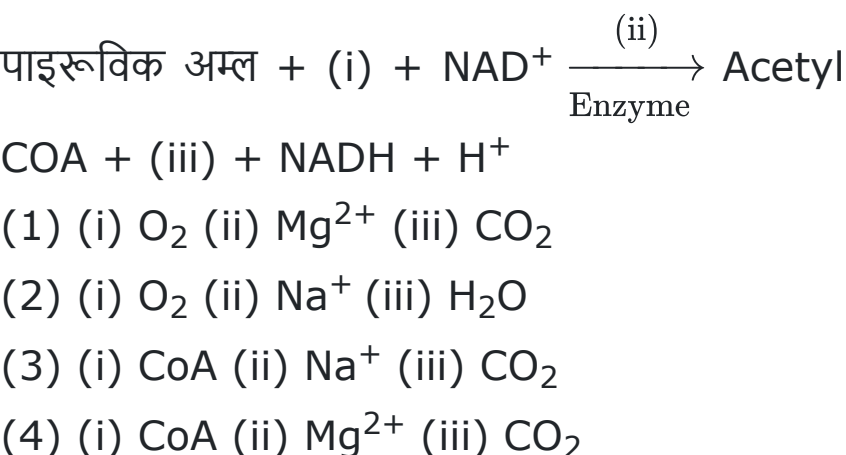 (ii)
पाइरूविक अम्ल + (i) + NAD⁺ ⟶ Acetyl
Enzyme
COA + (iii) + NADH + H⁺
(1) (i) O₂ (ii) Mg²⁺ (iii) CO₂
(2) (i) O₂ (ii) Na⁺ (iii) H₂O
(3) (i) CoA (ii) Na⁺ (iii) CO₂
(4) (i) CoA (ii) Mg²⁺ (iii) CO₂